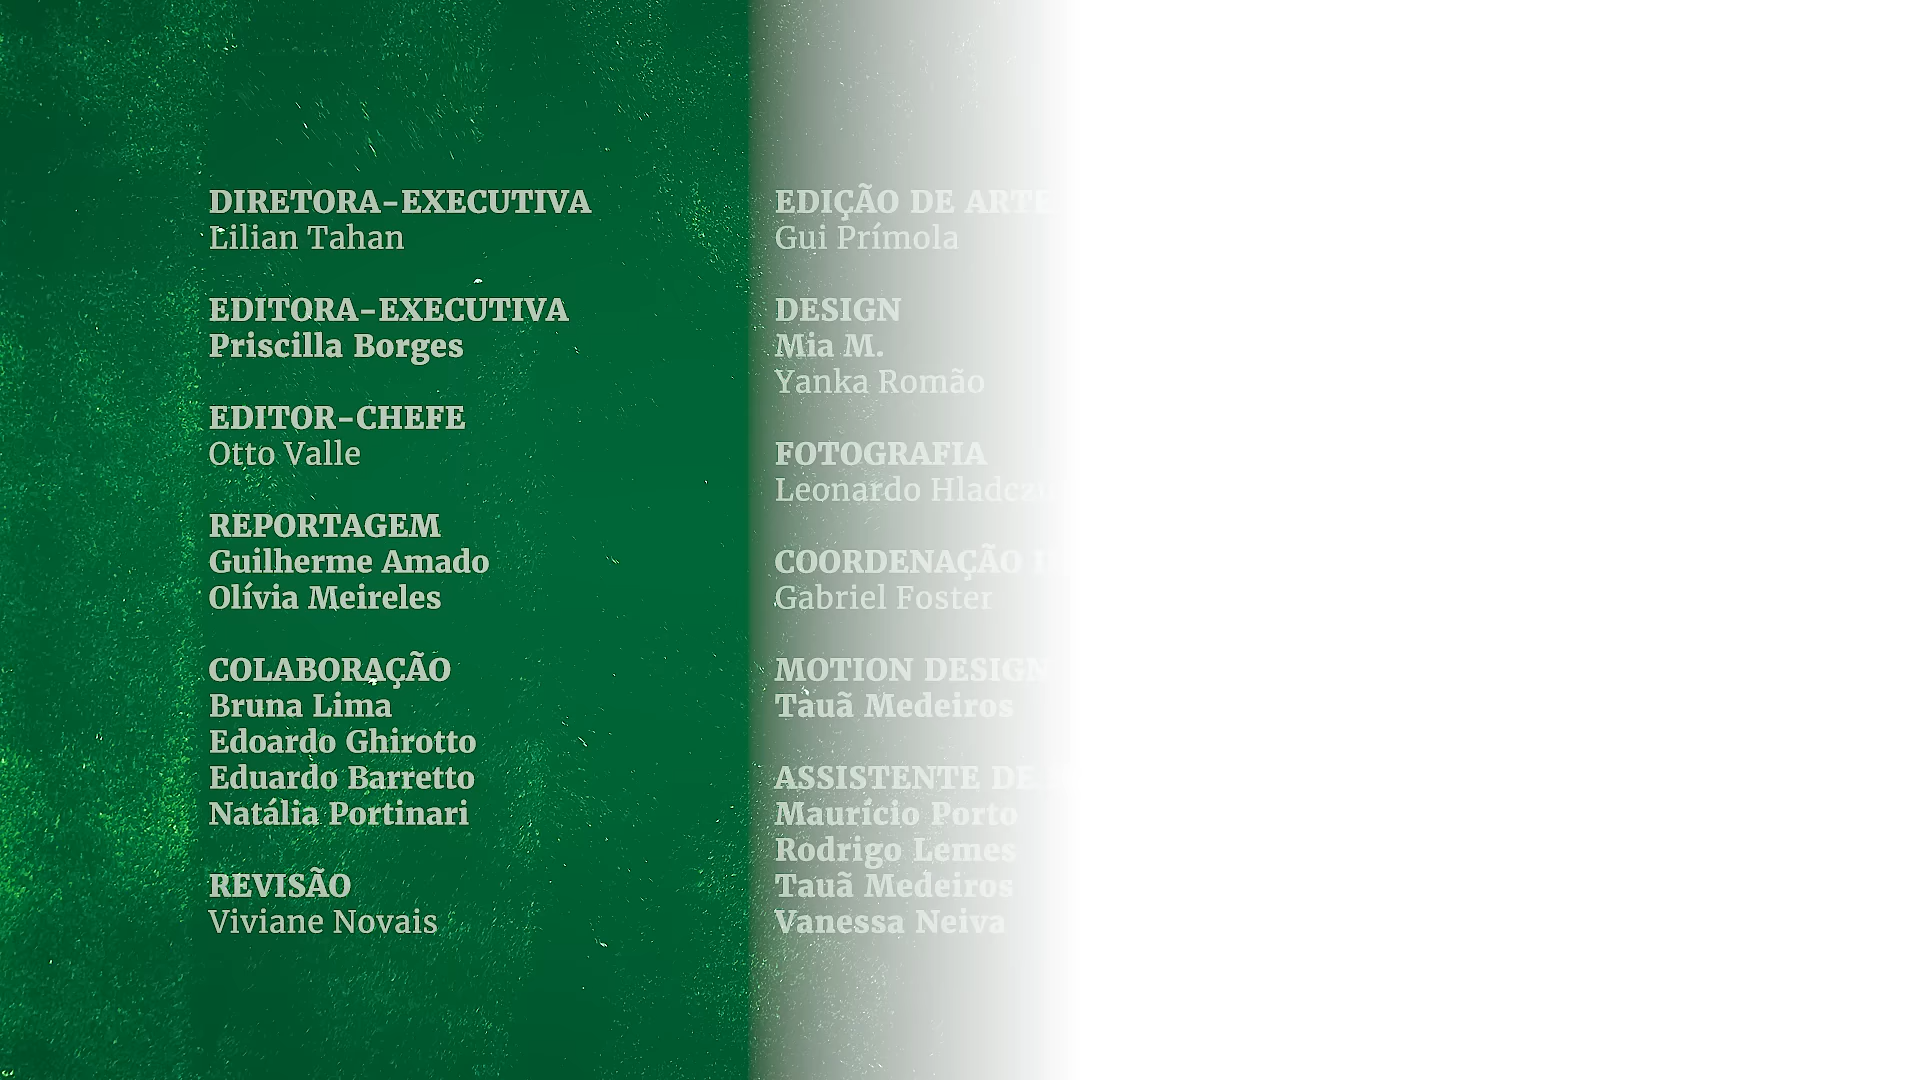 DIRETORA-EXECUTIVA
Lilian Tahan
EDITORA-EXECUTIVA
Priscilla Borges
EDITOR-CHEFE
Otto Valle
REPORTAGEM
Guilherme Amado
Olívia Meireles
COLABORAÇÃO
Bruna Lima
Edoardo Ghirotto
Eduardo Barretto
Natália Portinari
REVISÃO
Viviane Novais
EDIÇÃO DE ARTE
Gui Prímola
DESIGN
Mia M.
Yanka Romão
FOTOGRAFIA
Leonardo
COORDENAÇÃO
Gabriel Foster
MOTION DESIGN
Tauã Medeiros
ASSISTENTE DE
Maurício Porto
Rodrigo Lemes
Tauã Medeiros
Vanessa Neiva